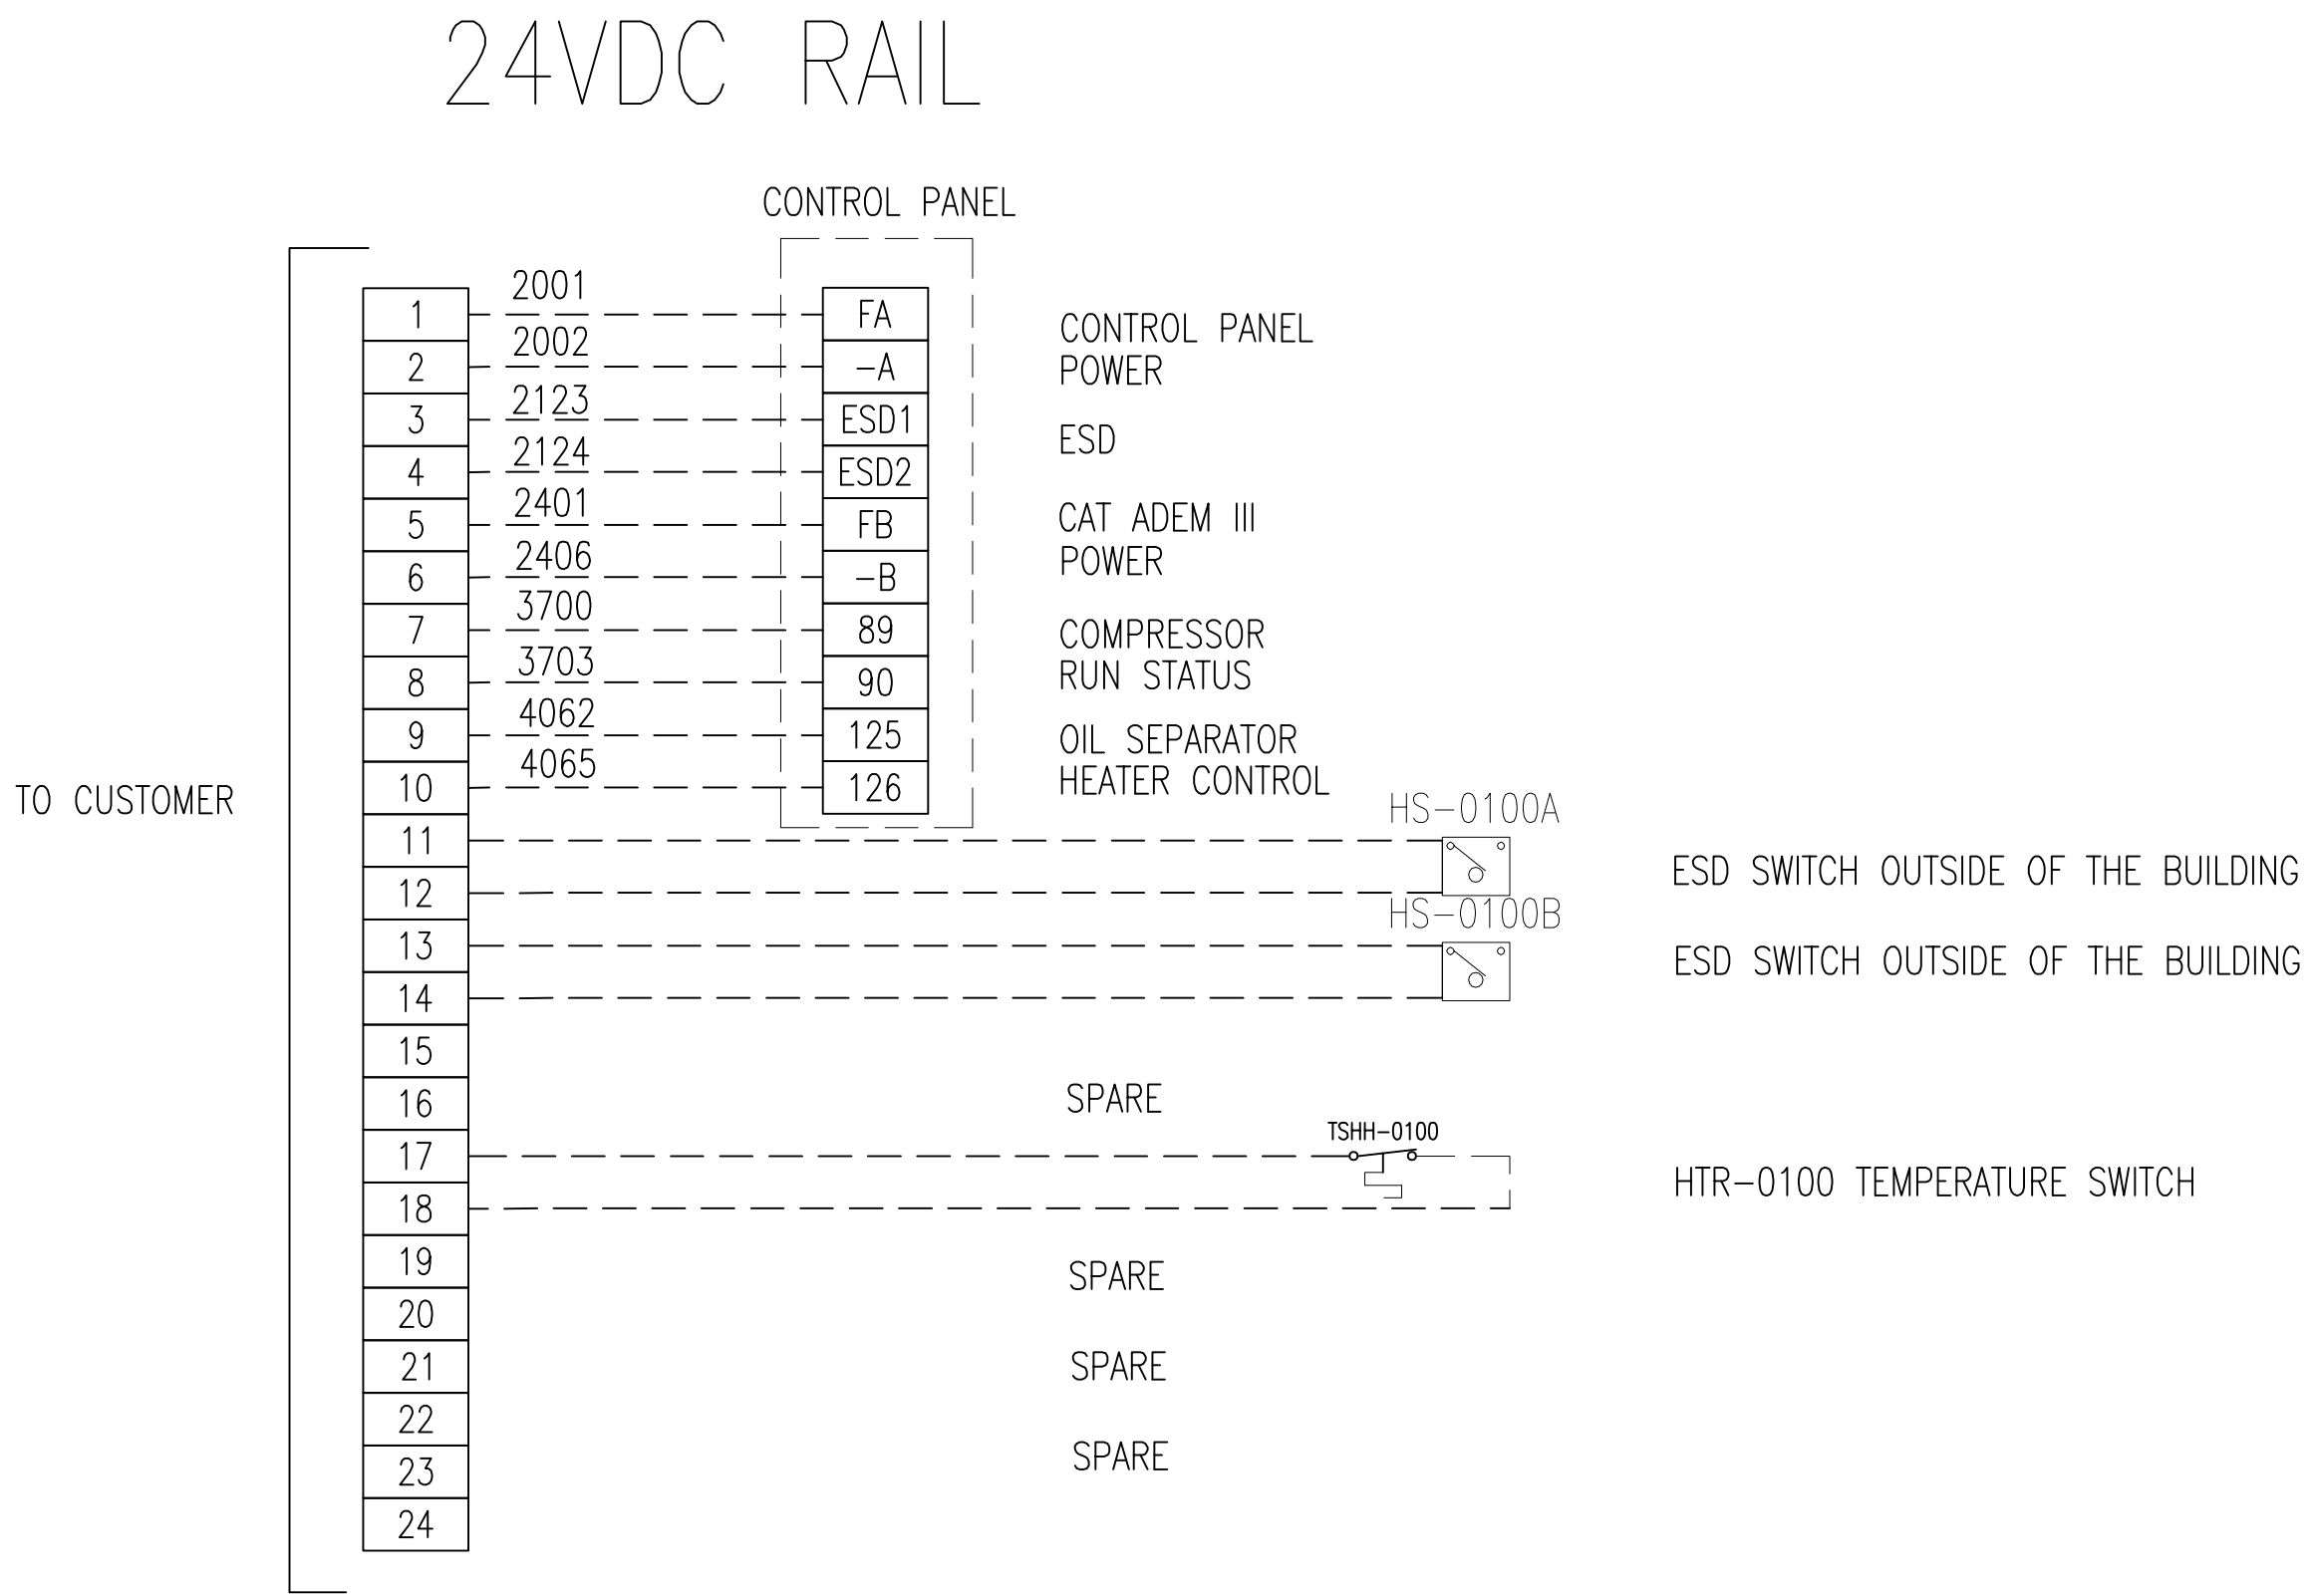 24VDC RAIL
CONTROL PANEL
1 2001 FA
2 2002 -A
CONTROL PANEL
POWER
3 2123 ESD1
4 2124 ESD2
ESD
5 2401 FB
6 2406 -B
CAT ADEM III
POWER
7 3700 89
8 3703 90
COMPRESSOR
RUN STATUS
9 4062 125
10 4065 126
OIL SEPARATOR
HEATER CONTROL
TO CUSTOMER
HS-0100A
11
12
ESD SWITCH OUTSIDE OF THE BUILDING
HS-0100B
13
14
ESD SWITCH OUTSIDE OF THE BUILDING
15
16
SPARE
TSHH-0100
17
18
HTR-0100 TEMPERATURE SWITCH
19
20
SPARE
21
22
SPARE
23
24
SPARE